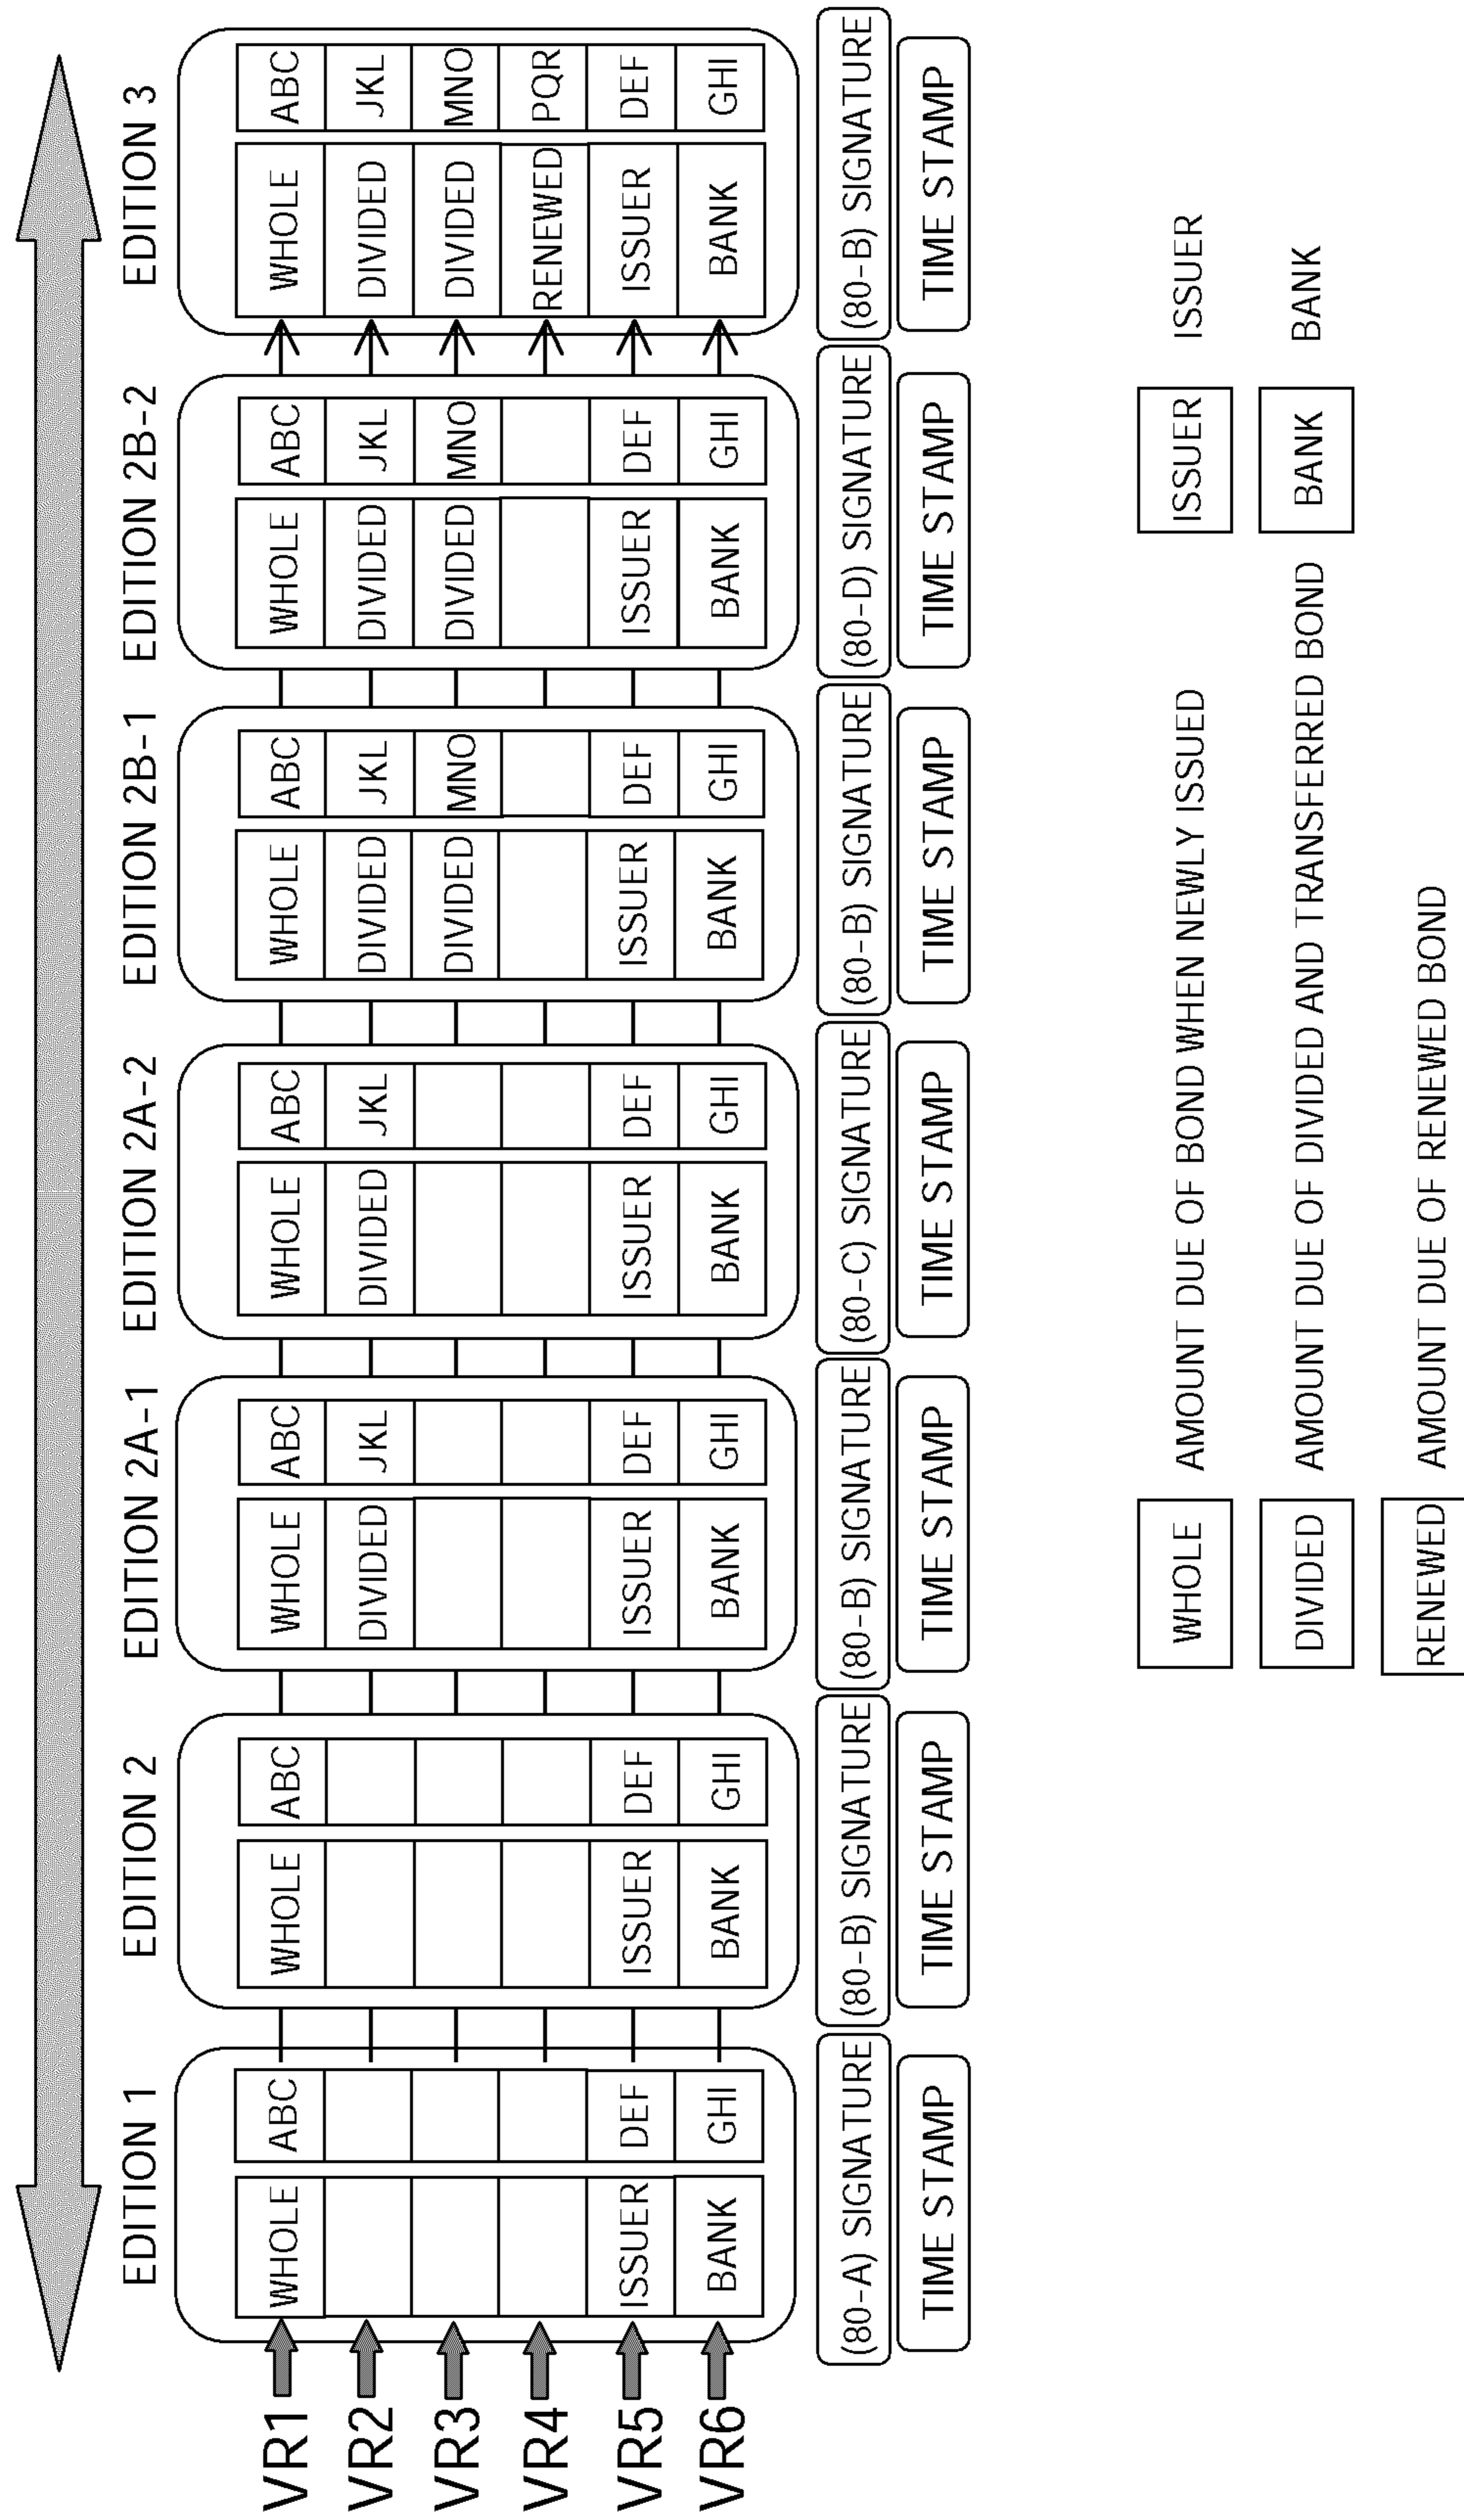 EDITION 1 EDITION 2 EDITION 2A-1 EDITION 2A-2 EDITION 2B-1 EDITION 2B-2 EDITION 3
VR1 WHOLE ABC WHOLE ABC WHOLE ABC WHOLE ABC WHOLE ABC WHOLE ABC WHOLE ABC
VR2 DIVIDED JKL DIVIDED JKL DIVIDED JKL DIVIDED JKL DIVIDED JKL
VR3 DIVIDED MNO DIVIDED MNO DIVIDED MNO
VR4 RENEWED PQR
VR5 ISSUER DEF ISSUER DEF ISSUER DEF ISSUER DEF ISSUER DEF ISSUER DEF ISSUER DEF
VR6 BANK GHI BANK GHI BANK GHI BANK GHI BANK GHI BANK GHI BANK GHI
(80-A) SIGNATURE (80-B) SIGNATURE (80-B) SIGNATURE (80-C) SIGNATURE (80-B) SIGNATURE (80-D) SIGNATURE (80-B) SIGNATURE
TIME STAMP TIME STAMP TIME STAMP TIME STAMP TIME STAMP TIME STAMP TIME STAMP
WHOLE AMOUNT DUE OF BOND WHEN NEWLY ISSUED ISSUER ISSUER
DIVIDED AMOUNT DUE OF DIVIDED AND TRANSFERRED BOND BANK BANK
RENEWED AMOUNT DUE OF RENEWED BOND